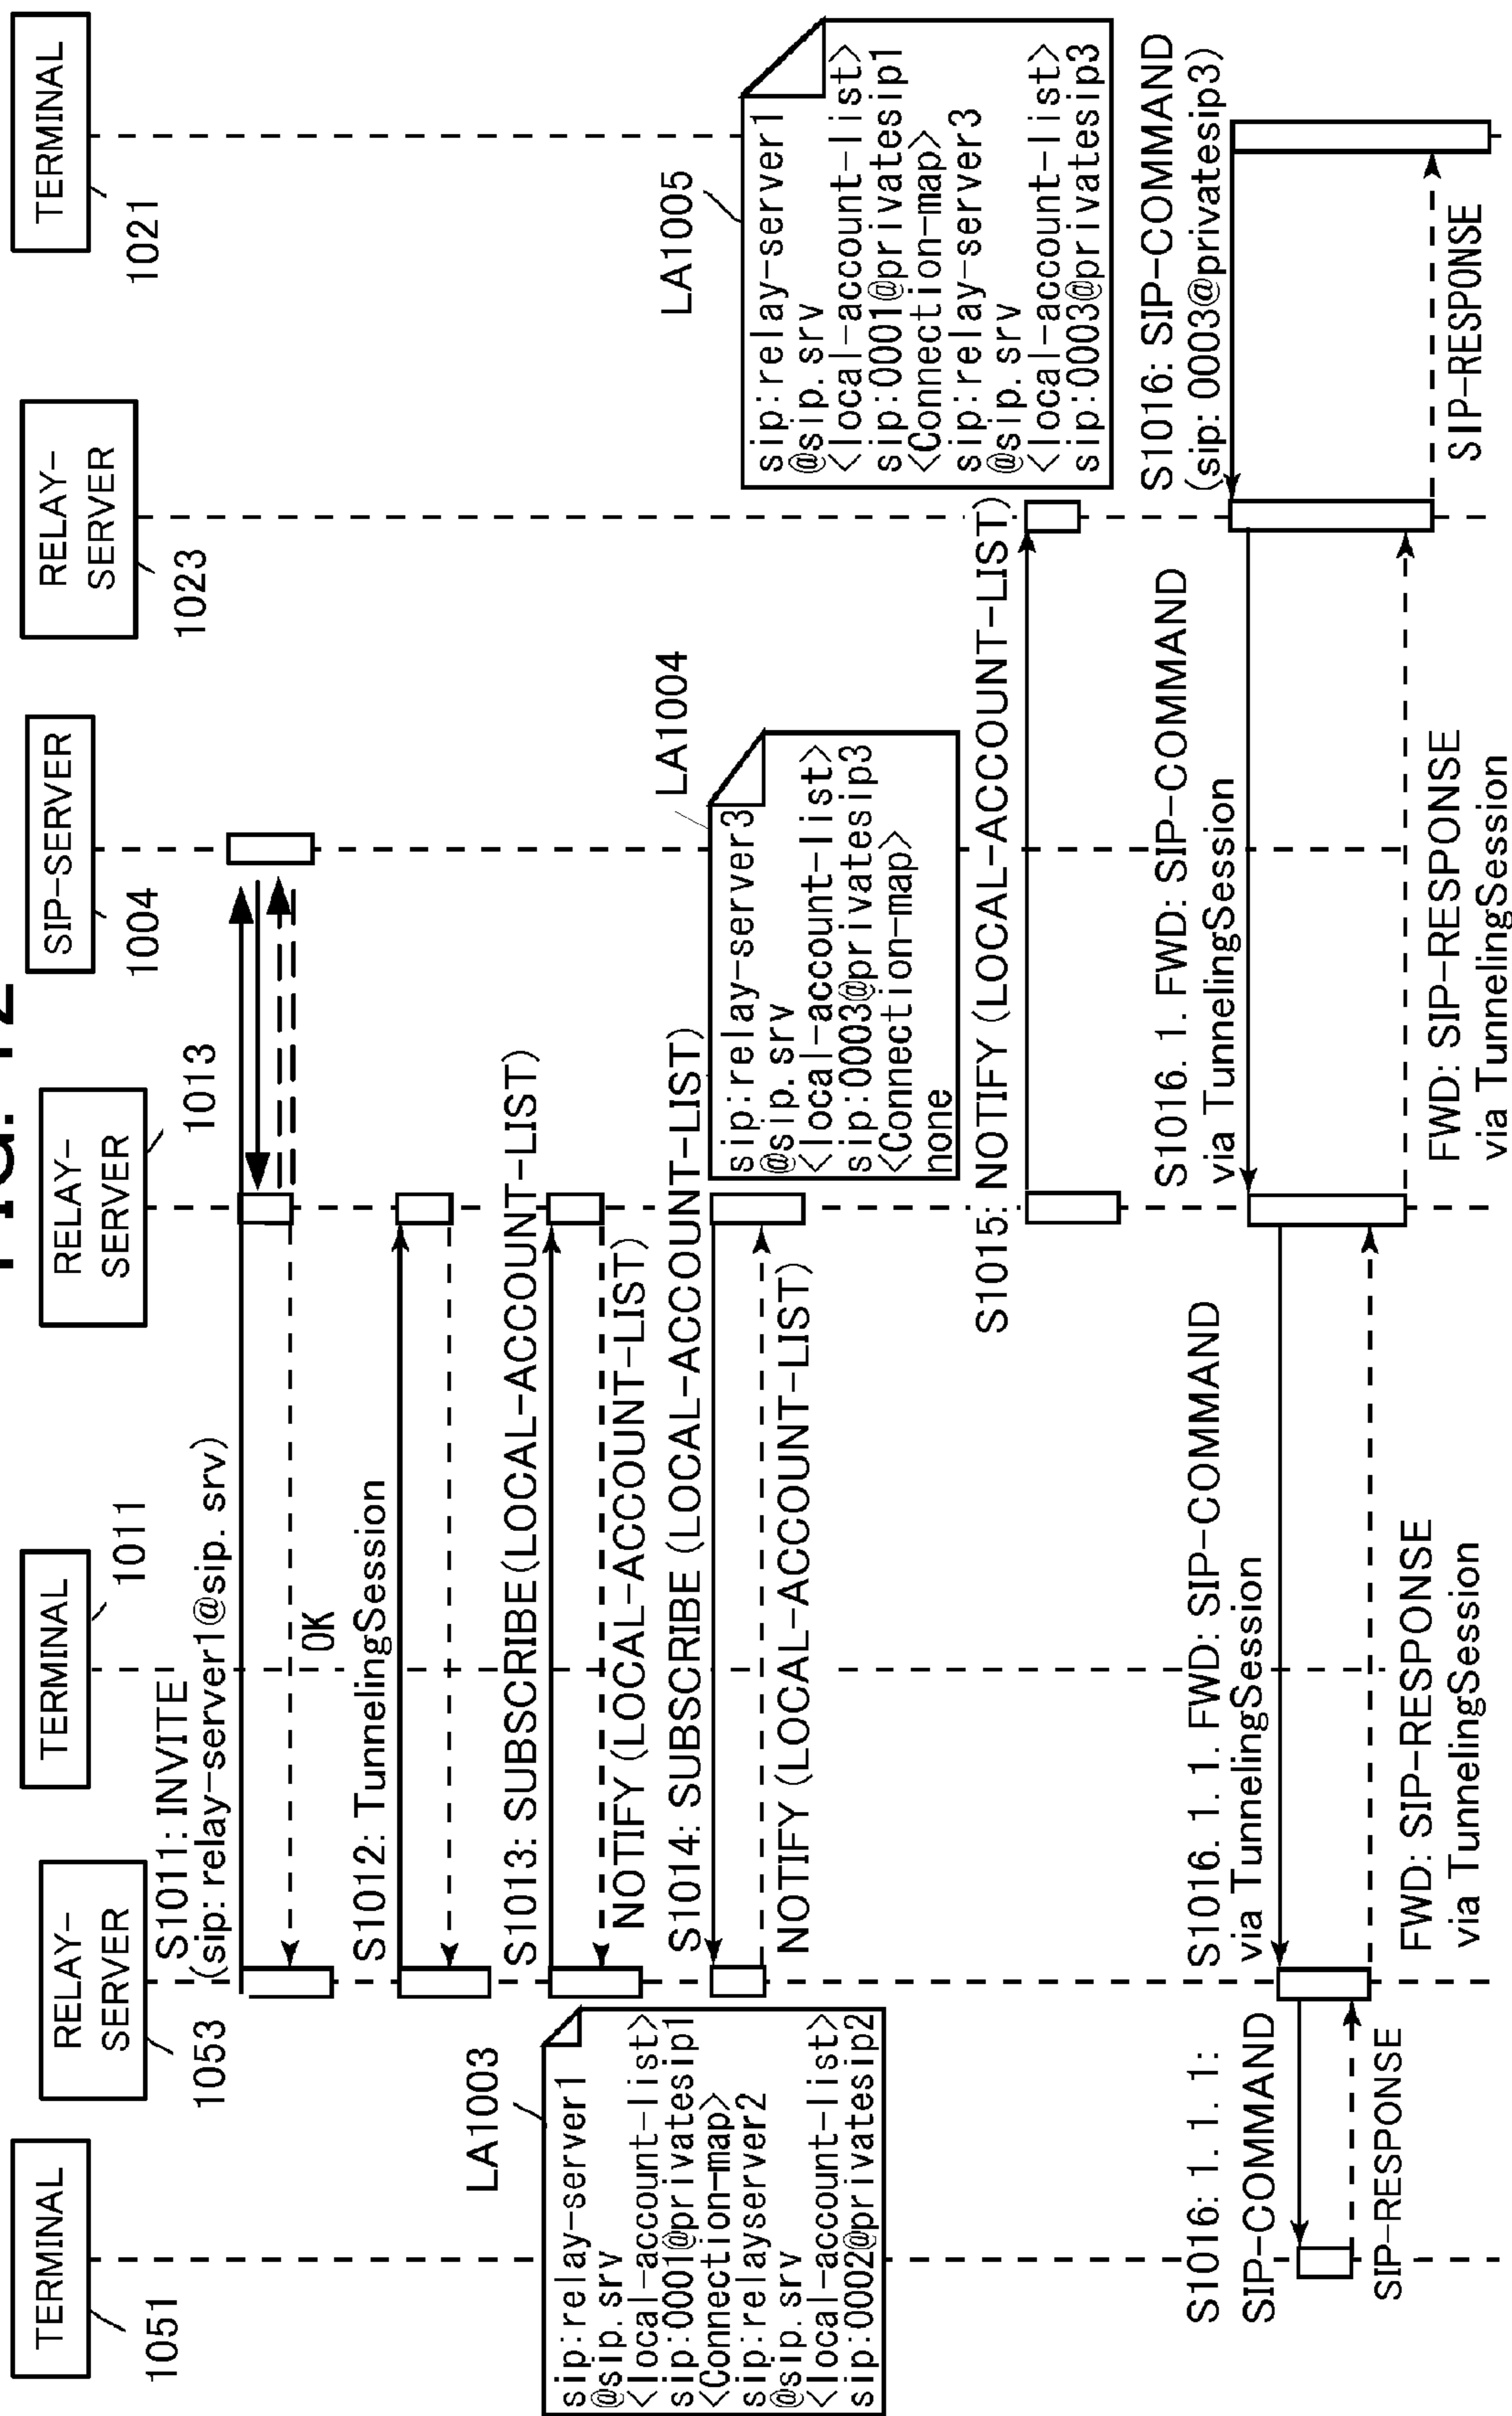 TERMINAL
1051
RELAY-
SERVER
1053
TERMINAL
1011
RELAY-
SERVER
1013
SIP-SERVER
1004
RELAY-
SERVER
1023
TERMINAL
1021
S1011: INVITE
(sip: relay-server1@sip. srv)
OK
S1012: TunnelingSession
LA1003
sip:relay-server1
@sip.srv
<local-account-list>
sip:0001@privatesip1
<Connection-map>
sip:relayserver2
@sip.srv
<local-account-list>
sip:0002@privatesip2
S1013: SUBSCRIBE(LOCAL-ACCOUNT-LIST)
NOTIFY (LOCAL-ACCOUNT-LIST)
S1014: SUBSCRIBE (LOCAL-ACCOUNT-LIST)
NOTIFY (LOCAL-ACCOUNT-LIST)
LA1004
sip:relay-server3
@sip.srv
<local-account-list>
sip:0003@privatesip3
<Connection-map>
none
LA1005
sip:relay-server1
@sip.srv
<local-account-list>
sip:0001@privatesip1
<Connection-map>
sip:relay-server3
@sip.srv
<local-account-list>
sip:0003@privatesip3
S1015: NOTIFY (LOCAL-ACCOUNT-LIST)
S1016: SIP-COMMAND
(sip: 0003@privatesip3)
S1016. 1. FWD: SIP-COMMAND
via TunnelingSession
S1016. 1. 1. FWD: SIP-COMMAND
via TunnelingSession
S1016: 1. 1. 1:
SIP-COMMAND
SIP-RESPONSE
FWD: SIP-RESPONSE
via TunnelingSession
FWD: SIP-RESPONSE
via TunnelingSession
SIP-RESPONSE